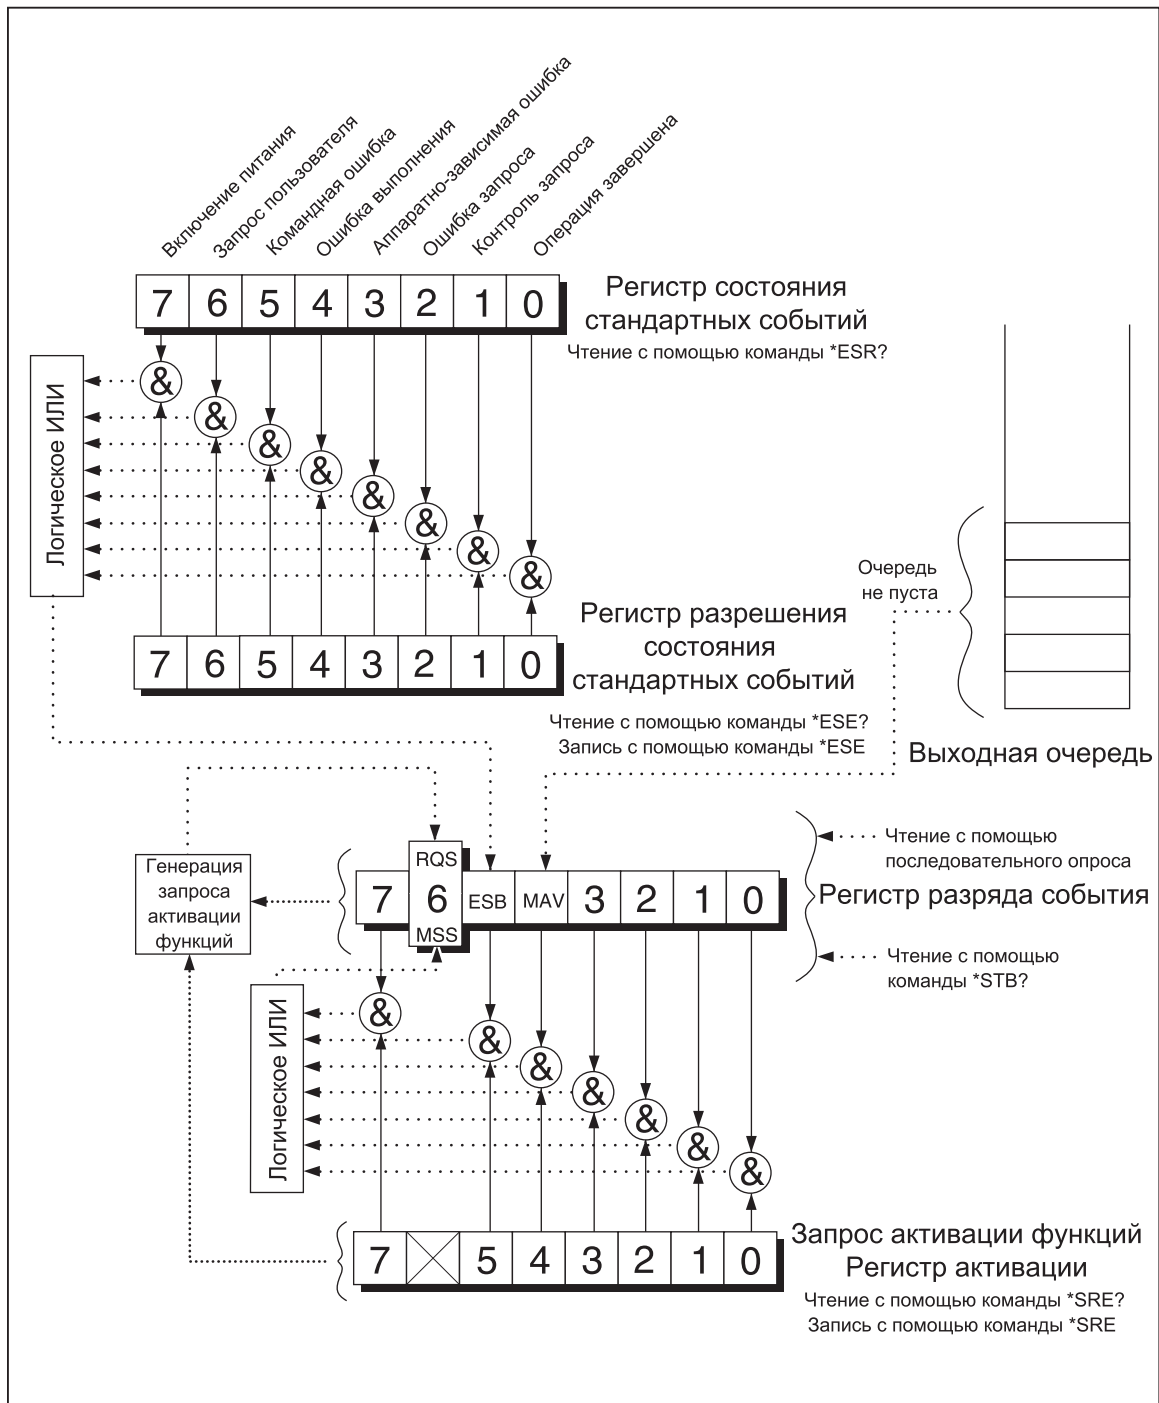 Включение питания
Запрос пользователя
Командная ошибка
Ошибка выполнения
Аппаратно-зависимая ошибка
Ошибка запроса
Контроль запроса
Операция завершена
7 6 5 4 3 2 1 0
Регистр состояния
стандартных событий
Чтение с помощью команды *ESR?
Логическое ИЛИ
&
&
&
&
&
&
&
&
Очередь
не пуста
Регистр разрешения
состояния
стандартных событий
7 6 5 4 3 2 1 0
Чтение с помощью команды *ESE?
Запись с помощью команды *ESE
Выходная очередь
Генерация
запроса
активации
функций
RQS
7 6 ESB MAV 3 2 1 0
MSS
Чтение с помощью
последовательного опроса
Регистр разряда события
Чтение с помощью
команды *STB?
Логическое ИЛИ
&
&
&
&
&
&
&
7 5 4 3 2 1 0
Запрос активации функций
Регистр активации
Чтение с помощью команды *SRE?
Запись с помощью команды *SRE